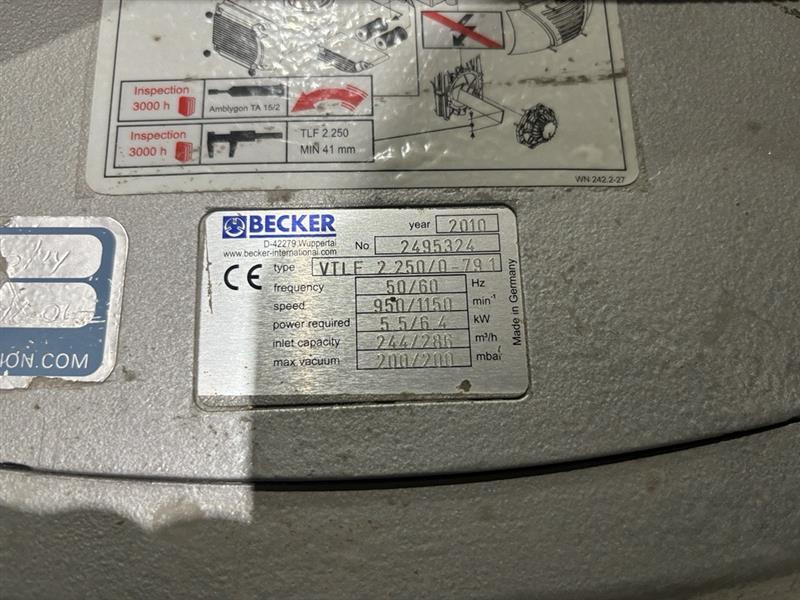 Inspection
3000 h
Amblygon TA 15/2
Inspection
3000 h
TLF 2.250
MIN 41 mm
WN 242.2-27
BECKER
D-42279 Wuppertal
www.becker-international.com
year 2010
No 2495324
type VTLF 2.250/0-79 1
frequency 50/60 Hz
speed 950/1150 min-1
power required 5.5/6.4 kW
inlet capacity 244/286 m³/h
max vacuum 200/200 mbar
Made in Germany
ION.COM